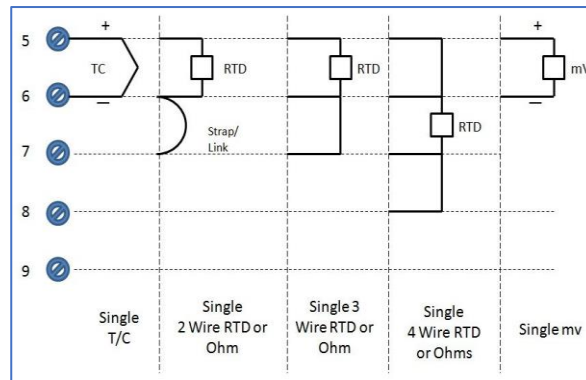 5
+
+
TC
RTD
RTD
mV
6
–
–
Strap/
Link
RTD
7
8
9
Single
T/C
Single
2 Wire RTD or
Ohm
Single 3
Wire RTD or
Ohm
Single
4 Wire RTD
or Ohms
Single mv